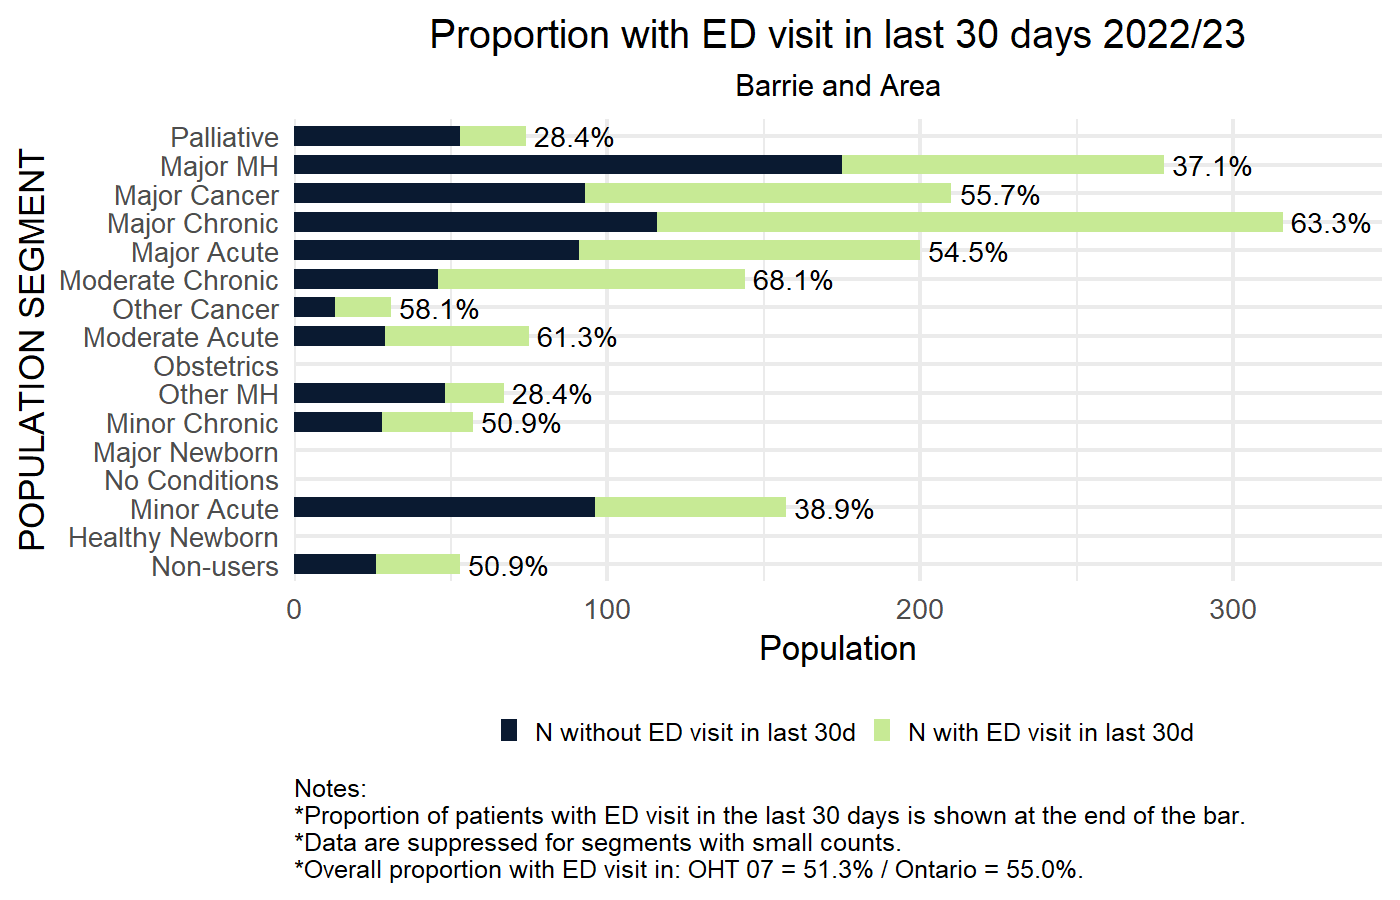 Proportion with ED visit in last 30 days 2022/23
Barrie and Area
POPULATION SEGMENT
Palliative 28.4%
Major MH 37.1%
Major Cancer 55.7%
Major Chronic 63.3%
Major Acute 54.5%
Moderate Chronic 68.1%
Other Cancer 58.1%
Moderate Acute 61.3%
Obstetrics
Other MH 28.4%
Minor Chronic 50.9%
Major Newborn
No Conditions
Minor Acute 38.9%
Healthy Newborn
Non-users 50.9%
0 100 200 300
Population
N without ED visit in last 30d N with ED visit in last 30d
Notes:
*Proportion of patients with ED visit in the last 30 days is shown at the end of the bar.
*Data are suppressed for segments with small counts.
*Overall proportion with ED visit in: OHT 07 = 51.3% / Ontario = 55.0%.